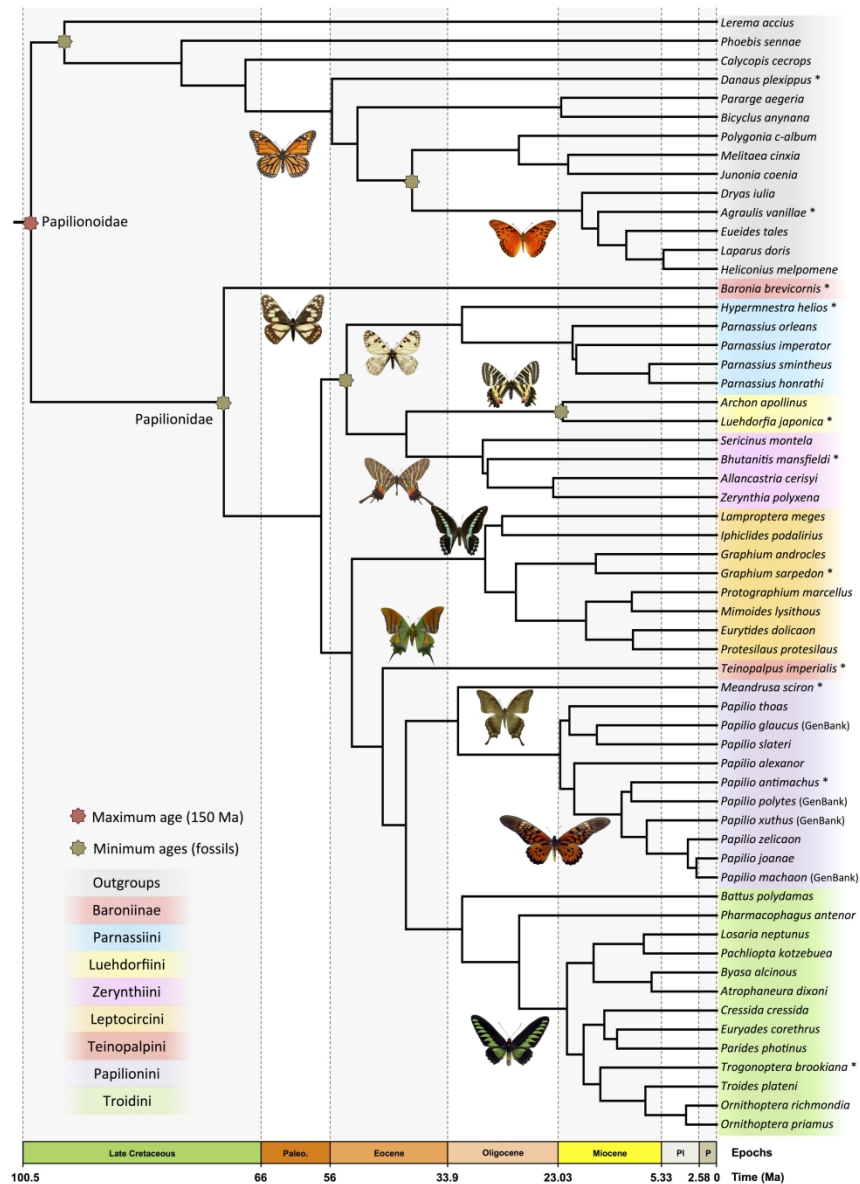 Lerema accius
Phoebis sennae
Calycopis cecrops
Danaus plexippus *
Pararge aegeria
Bicyclus anynana
Polygonia c-album
Melitaea cinxia
Junonia coenia
Dryas iulia
Agraulis vanillae *
Eueides tales
Laparus doris
Heliconius melpomene
Papilionoidae
Baronia brevicornis *
Hypermnestra helios *
Parnassius orleans
Parnassius imperator
Parnassius smintheus
Parnassius honrathi
Archon apollinus
Luehdorfia japonica *
Papilionidae
Sericinus montela
Bhutanitis mansfieldi *
Allancastria cerisyi
Zerynthia polyxena
Lamproptera meges
Iphiclides podalirius
Graphium androcles
Graphium sarpedon *
Protographium marcellus
Mimoides lysithous
Eurytides dolicaon
Protesilaus protesilaus
Teinopalpus imperialis *
Meandrusa sciron *
Papilio thoas
Papilio glaucus (GenBank)
Papilio slateri
Papilio alexanor
Papilio antimachus *
Papilio polytes (GenBank)
Papilio xuthus (GenBank)
Papilio zelicaon
Papilio joanae
Papilio machaon (GenBank)
Battus polydamas
Pharmacophagus antenor
Losaria neptunus
Pachliopta kotzebuea
Byasa alcinous
Atrophaneura dixoni
Cressida cressida
Euryades corethrus
Parides photinus
Trogonoptera brookiana *
Troides plateni
Ornithoptera richmondia
Ornithoptera priamus
Maximum age (150 Ma)
Minimum ages (fossils)
Outgroups
Baroniinae
Parnassiini
Luehdorfiini
Zerynthiini
Leptocircini
Teinopalpini
Papilionini
Troidini
Late Cretaceous Paleo. Eocene Oligocene Miocene Pl P Epochs
100.5 66 56 33.9 23.03 5.33 2.58 0 Time (Ma)